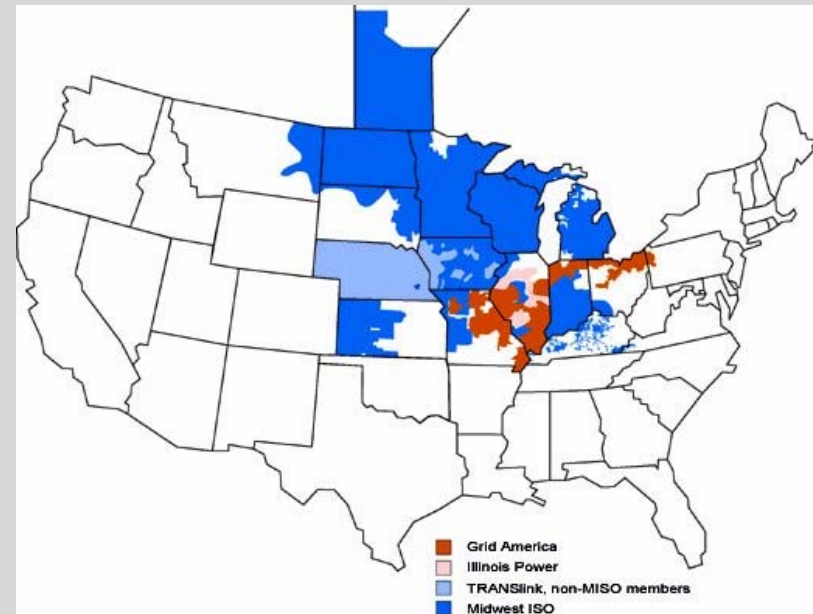 Grid America
Illinois Power
TRANSlink, non-MISO members
Midwest ISO